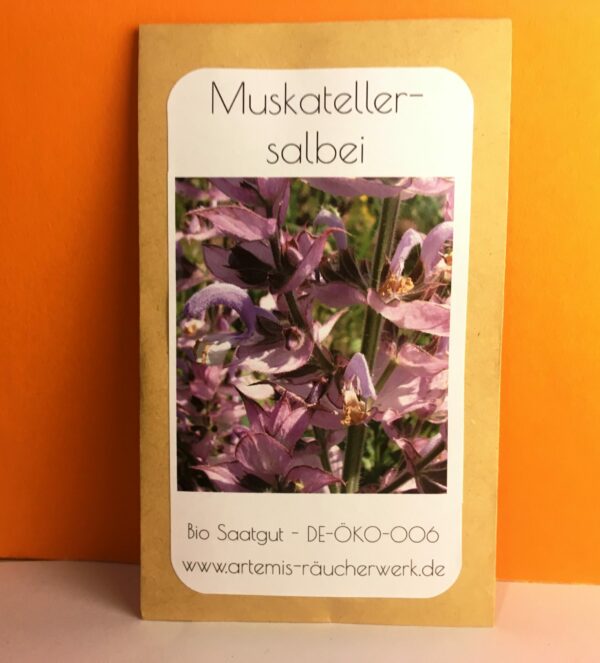 Muskateller-
salbei
Bio Saatgut - DE-ÖKO-006
www.artemis-räucherwerk.de